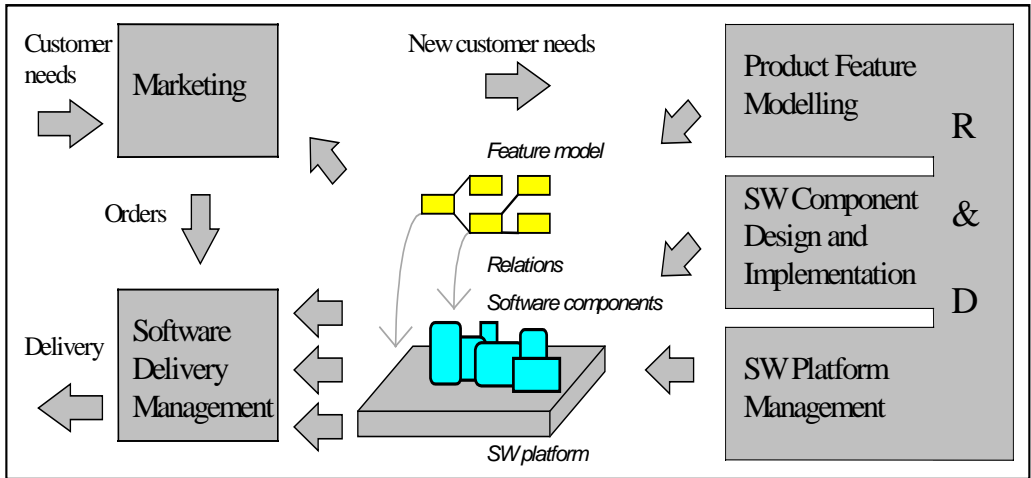 Customer
needs
Marketing
New customer needs
Product Feature
Modelling
R
&
D
Feature model
Orders
SW Component
Design and
Implementation
Relations
Software components
Delivery
Software
Delivery
Management
SW Platform
Management
SW platform